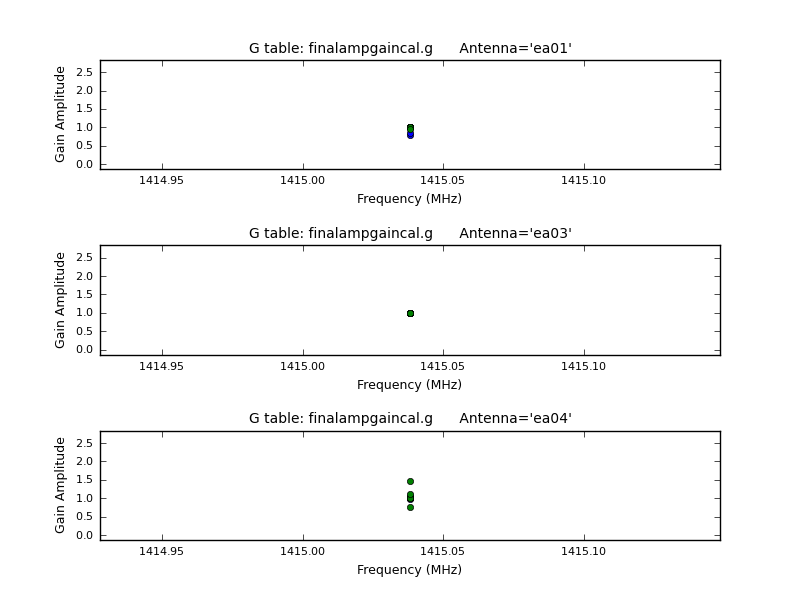 G table: finalampgaincal.g Antenna='ea01'
Gain Amplitude
2.5
2.0
1.5
1.0
0.5
0.0
1414.95 1415.00 1415.05 1415.10
Frequency (MHz)
G table: finalampgaincal.g Antenna='ea03'
Gain Amplitude
2.5
2.0
1.5
1.0
0.5
0.0
1414.95 1415.00 1415.05 1415.10
Frequency (MHz)
G table: finalampgaincal.g Antenna='ea04'
Gain Amplitude
2.5
2.0
1.5
1.0
0.5
0.0
1414.95 1415.00 1415.05 1415.10
Frequency (MHz)